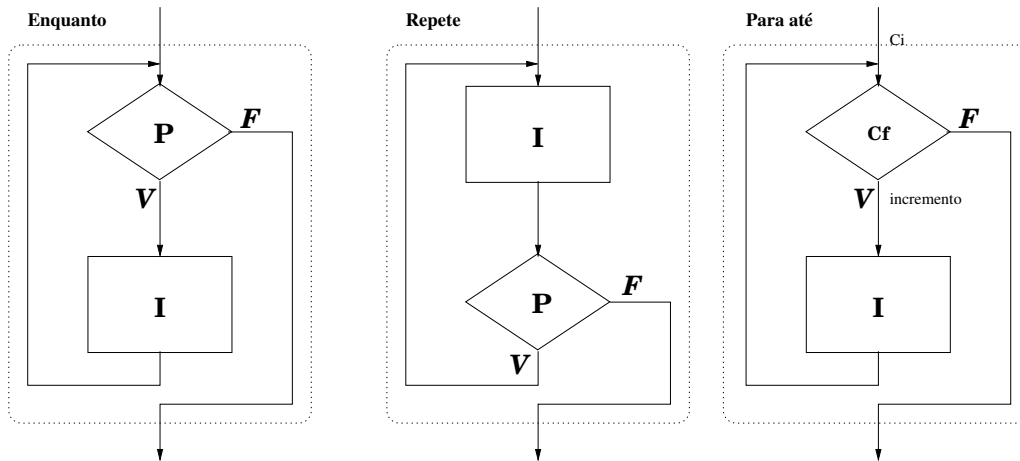 Enquanto
P
F
V
I
Repete
I
P
F
V
Para até
Ci
Cf
F
V
incremento
I